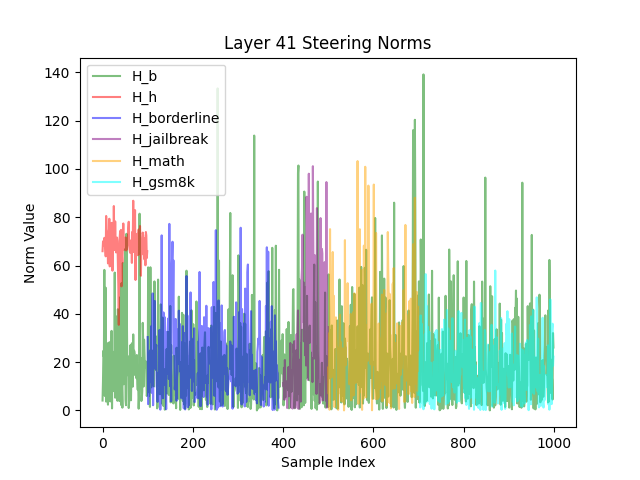 Layer 41 Steering Norms
H_b
H_h
H_borderline
H_jailbreak
H_math
H_gsm8k
Norm Value
140
120
100
80
60
40
20
0
0 200 400 600 800 1000
Sample Index